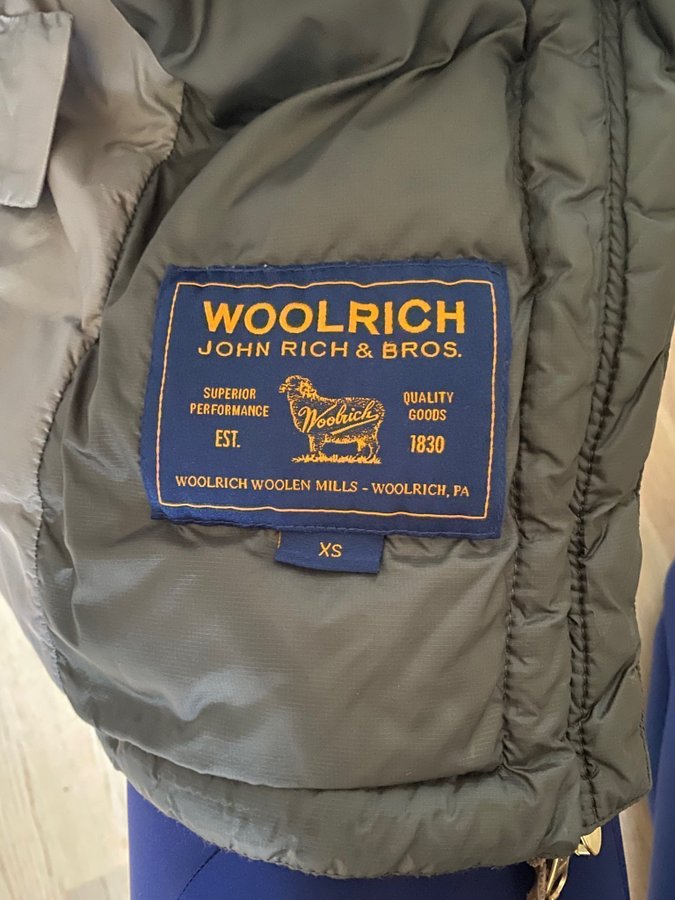 WOOLRICH
JOHN RICH & BROS.
SUPERIOR
PERFORMANCE
EST.
Woolrich
QUALITY
GOODS
1830
WOOLRICH WOOLEN MILLS - WOOLRICH, PA
XS